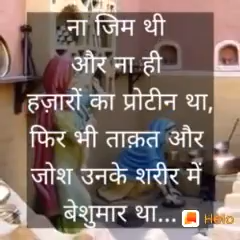 ना जिम थी
और ना ही
हज़ारों का प्रोटीन था,
फिर भी ताक़त और
जोश उनके शरीर में
बेशुमार था...
Helo